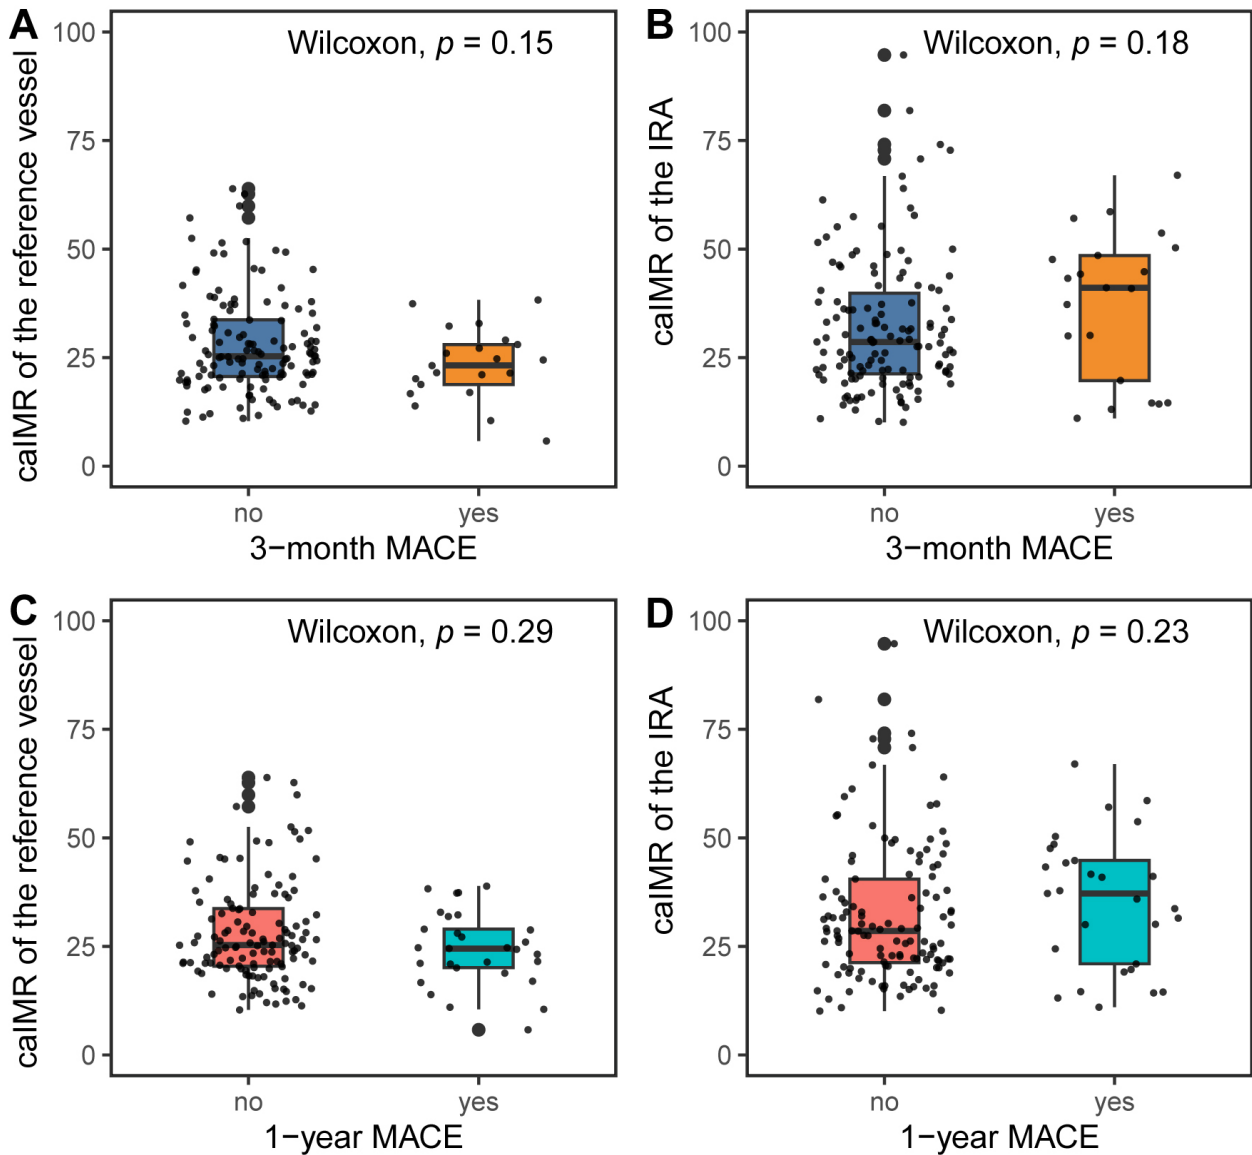 A
Wilcoxon, p = 0.15
caIMR of the reference vessel
100
75
50
25
0
no
yes
3−month MACE
B
Wilcoxon, p = 0.18
caIMR of the IRA
100
75
50
25
0
no
yes
3−month MACE
C
Wilcoxon, p = 0.29
caIMR of the reference vessel
100
75
50
25
0
no
yes
1−year MACE
D
Wilcoxon, p = 0.23
caIMR of the IRA
100
75
50
25
0
no
yes
1−year MACE